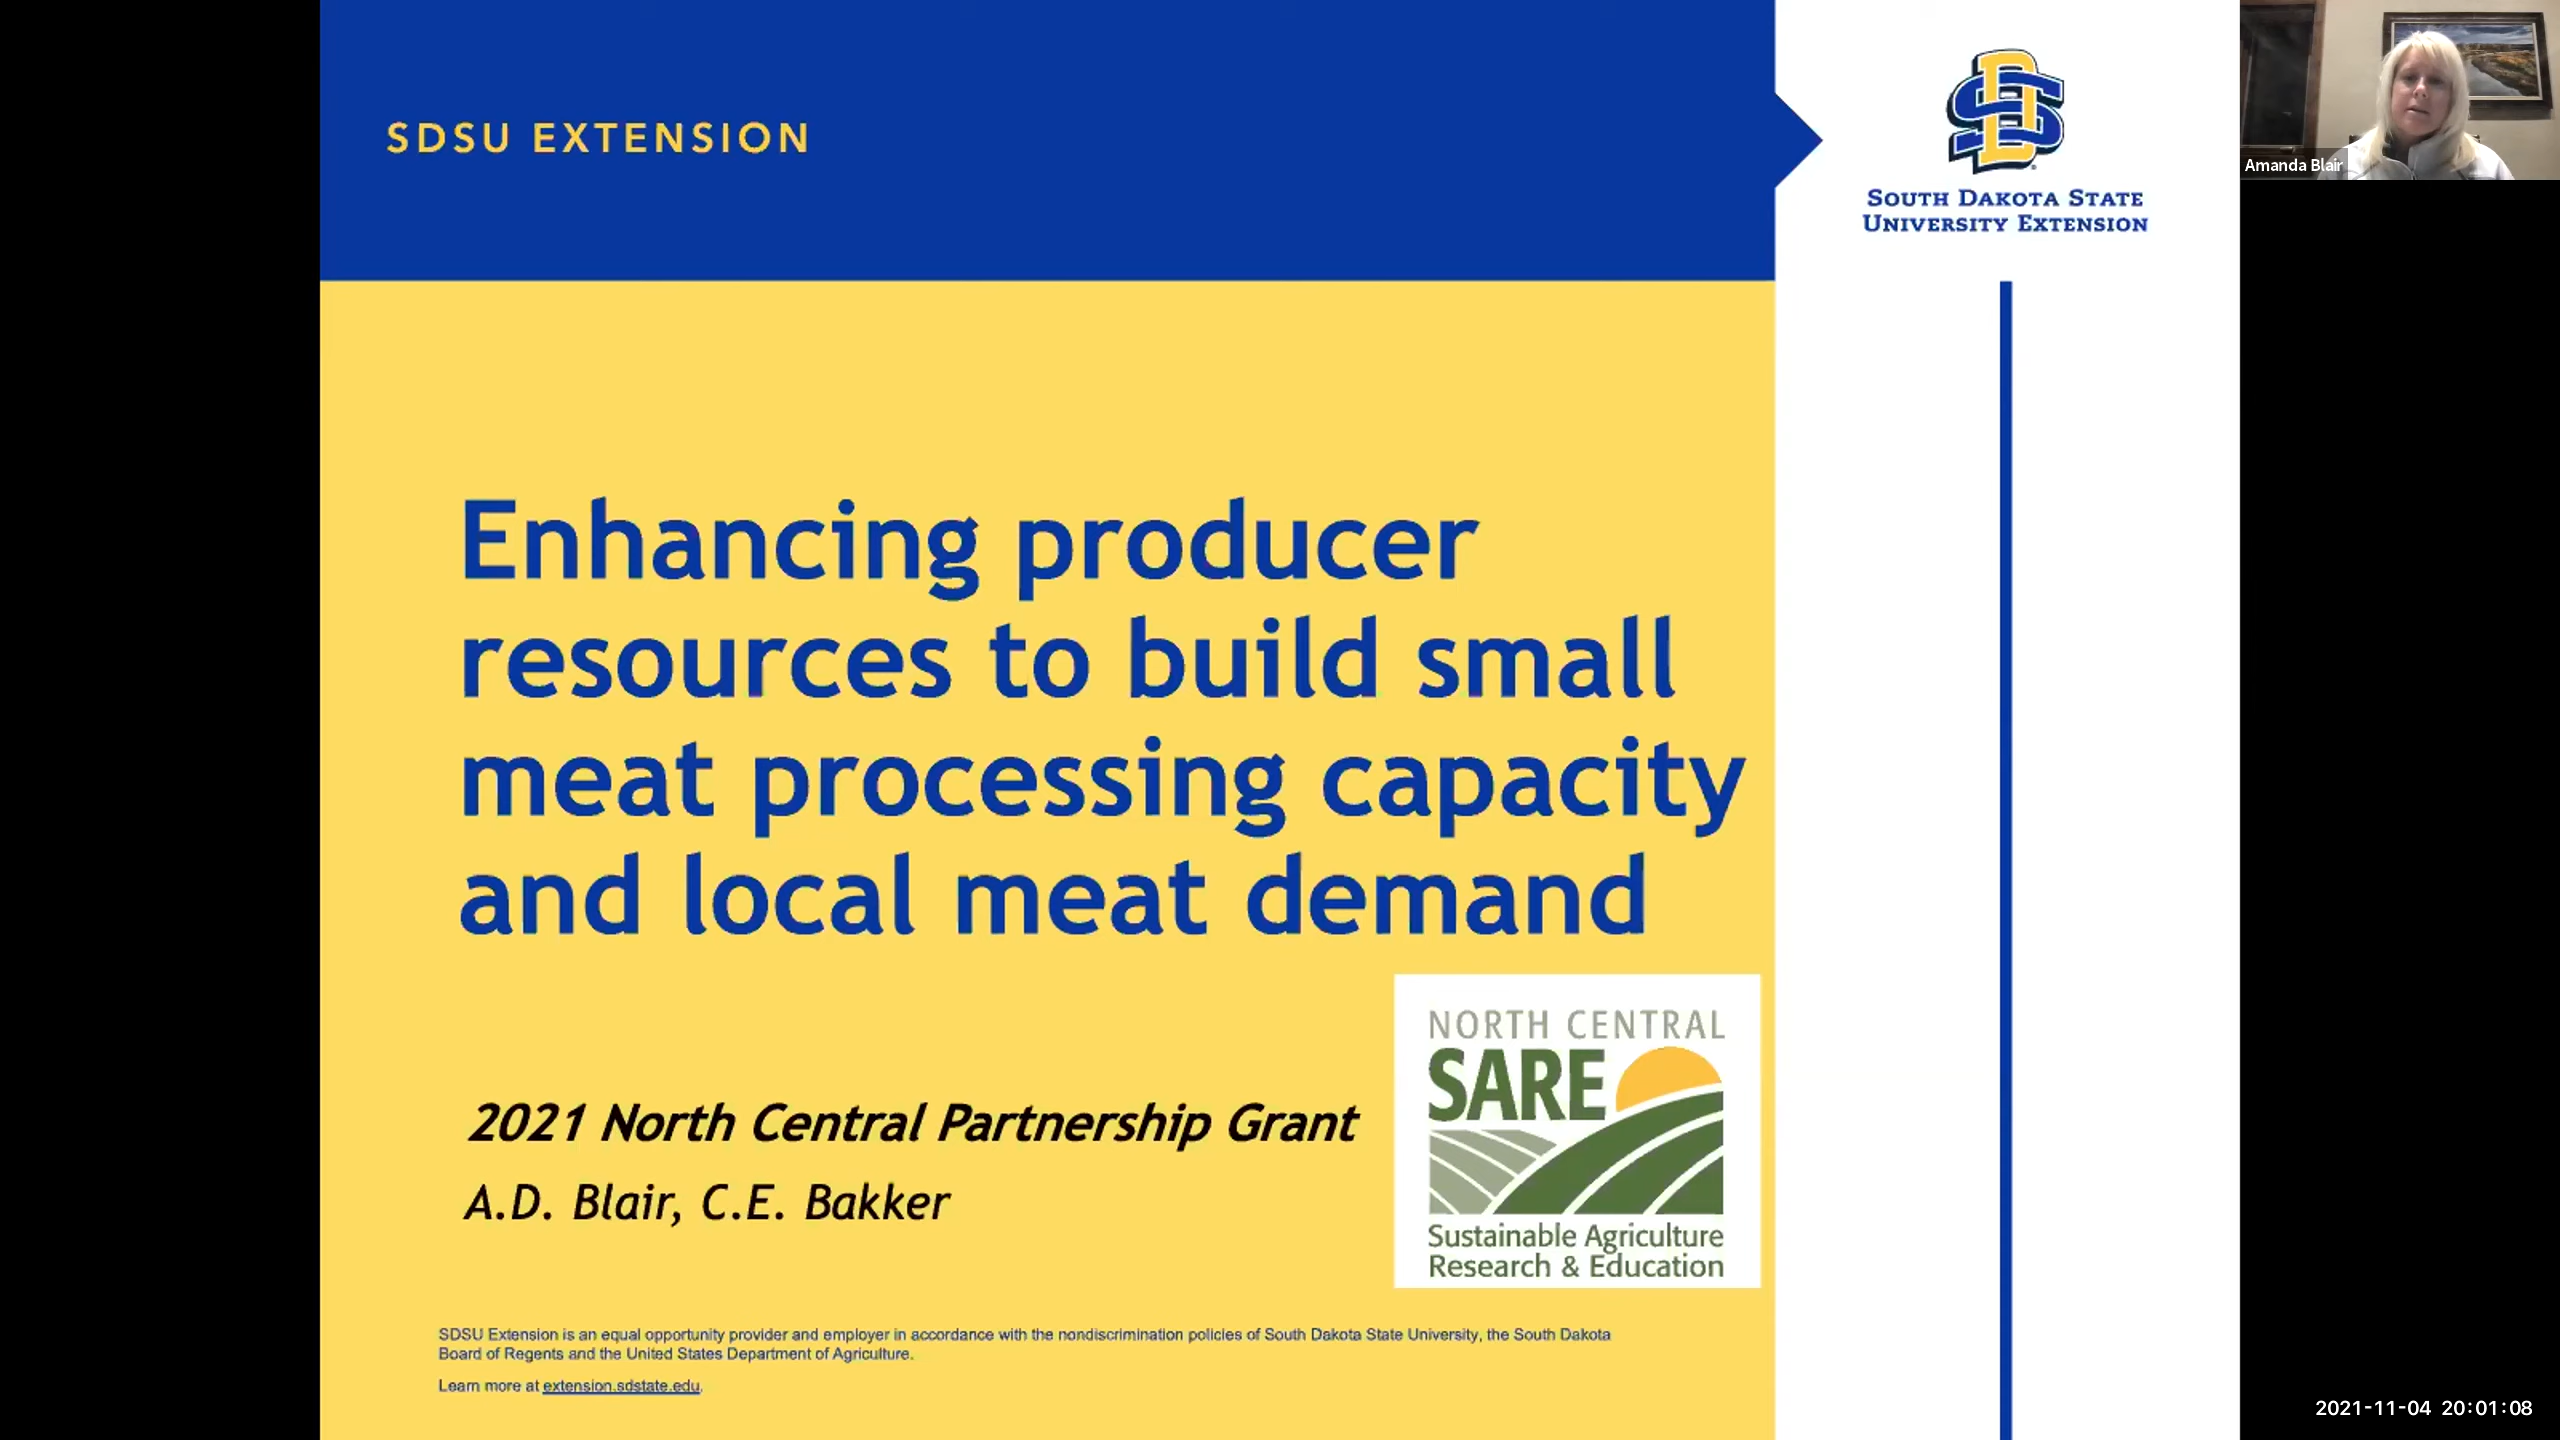 SDSU EXTENSION
SOUTH DAKOTA STATE
UNIVERSITY EXTENSION
Amanda Blair
Enhancing producer
resources to build small
meat processing capacity
and local meat demand
NORTH CENTRAL
SARE
Sustainable Agriculture
Research & Education
2021 North Central Partnership Grant
A.D. Blair, C.E. Bakker
SDSU Extension is an equal opportunity provider and employer in accordance with the nondiscrimination policies of South Dakota State University, the South Dakota
Board of Regents and the United States Department of Agriculture.
Learn more at extension.sdstate.edu.
2021-11-04 20:01:08